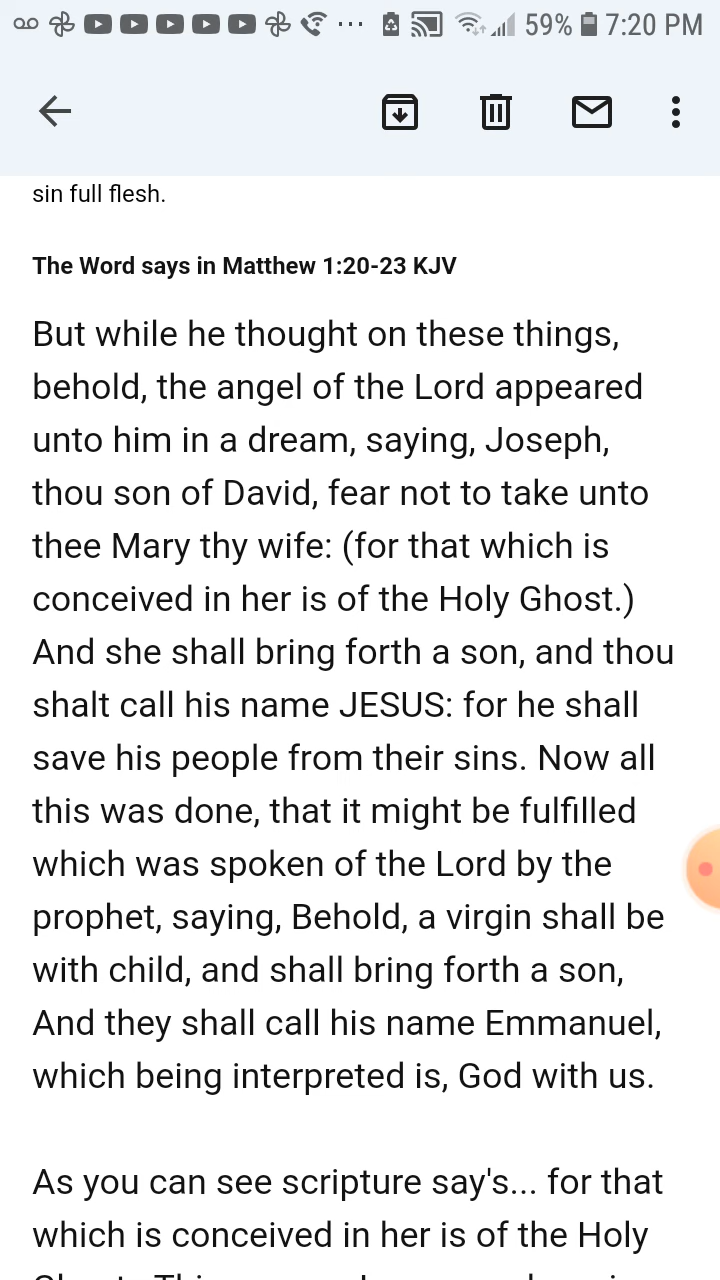 59% 7:20 PM
sin full flesh.
The Word says in Matthew 1:20-23 KJV
But while he thought on these things,
behold, the angel of the Lord appeared
unto him in a dream, saying, Joseph,
thou son of David, fear not to take unto
thee Mary thy wife: (for that which is
conceived in her is of the Holy Ghost.)
And she shall bring forth a son, and thou
shalt call his name JESUS: for he shall
save his people from their sins. Now all
this was done, that it might be fulfilled
which was spoken of the Lord by the
prophet, saying, Behold, a virgin shall be
with child, and shall bring forth a son,
And they shall call his name Emmanuel,
which being interpreted is, God with us.
As you can see scripture say's... for that
which is conceived in her is of the Holy